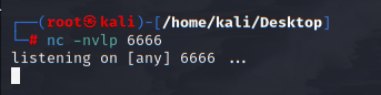 ┌──(root㉿kali)-[/home/kali/Desktop]
└─# nc -nvlp 6666
listening on [any] 6666 ...